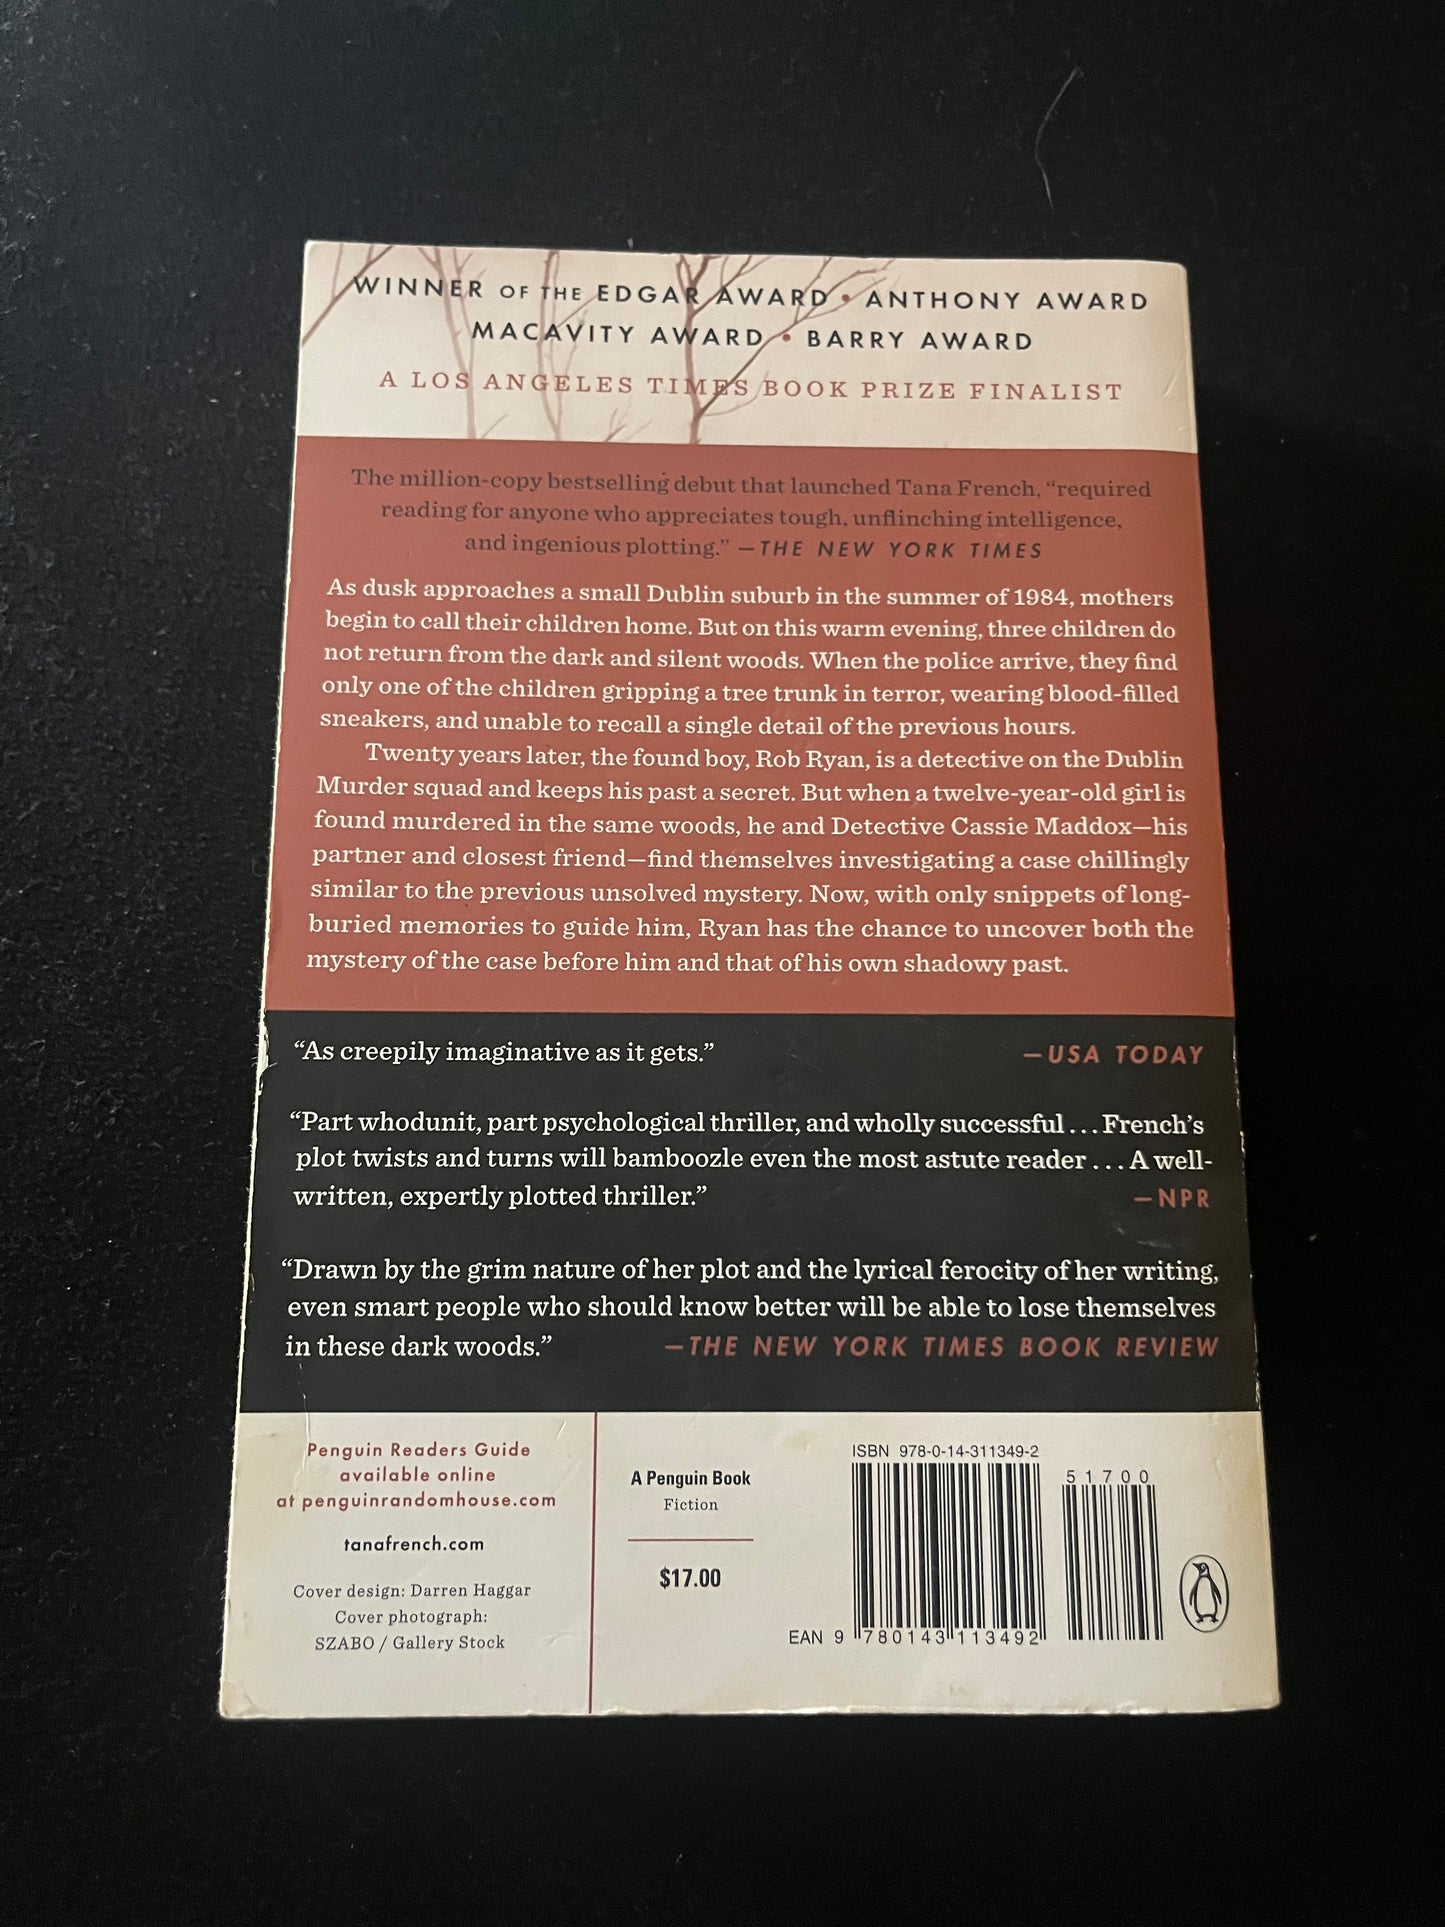 WINNER OF THE EDGAR AWARD • ANTHONY AWARD
MACAVITY AWARD • BARRY AWARD
A LOS ANGELES TIMES BOOK PRIZE FINALIST
The million-copy bestselling debut that launched Tana French, “required
reading for anyone who appreciates tough, unflinching intelligence,
and ingenious plotting.” —THE NEW YORK TIMES
As dusk approaches a small Dublin suburb in the summer of 1984, mothers
begin to call their children home. But on this warm evening, three children do
not return from the dark and silent woods. When the police arrive, they find
only one of the children gripping a tree trunk in terror, wearing blood-filled
sneakers, and unable to recall a single detail of the previous hours.
Twenty years later, the found boy, Rob Ryan, is a detective on the Dublin
Murder squad and keeps his past a secret. But when a twelve-year-old girl is
found murdered in the same woods, he and Detective Cassie Maddox—his
partner and closest friend—find themselves investigating a case chillingly
similar to the previous unsolved mystery. Now, with only snippets of long-
buried memories to guide him, Ryan has the chance to uncover both the
mystery of the case before him and that of his own shadowy past.
“As creepily imaginative as it gets.” —USA TODAY
“Part whodunit, part psychological thriller, and wholly successful . . . French’s
plot twists and turns will bamboozle even the most astute reader . . . A well-
written, expertly plotted thriller.” —NPR
“Drawn by the grim nature of her plot and the lyrical ferocity of her writing,
even smart people who should know better will be able to lose themselves
in these dark woods.” —THE NEW YORK TIMES BOOK REVIEW
Penguin Readers Guide
available online
at penguinrandomhouse.com
tanafrench.com
Cover design: Darren Haggar
Cover photograph:
SZABO / Gallery Stock
A Penguin Book
Fiction
$17.00
ISBN 978-0-14-311349-2
51700
EAN 9 780143 113492